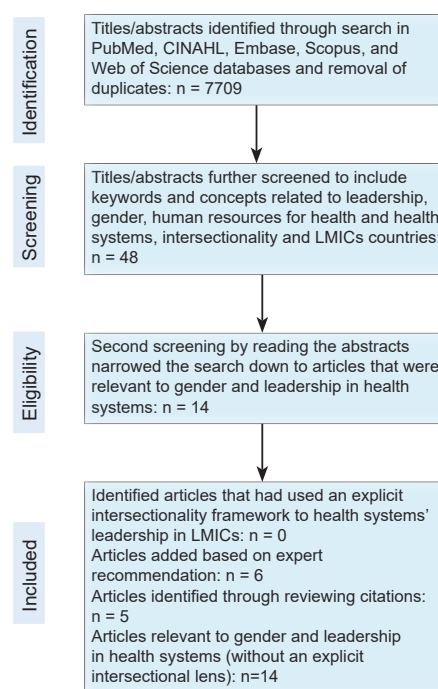 Identification
Titles/abstracts identified through search in
PubMed, CINAHL, Embase, Scopus, and
Web of Science databases and removal of
duplicates: n = 7709
Screening
Titles/abstracts further screened to include
keywords and concepts related to leadership,
gender, human resources for health and health
systems, intersectionality and LMICs countries:
n = 48
Eligibility
Second screening by reading the abstracts
narrowed the search down to articles that were
relevant to gender and leadership in health
systems: n = 14
Included
Identified articles that had used an explicit
intersectionality framework to health systems’
leadership in LMICs: n = 0
Articles added based on expert
recommendation: n = 6
Articles identified through reviewing citations:
n = 5
Articles relevant to gender and leadership
in health systems (without an explicit
intersectional lens): n=14